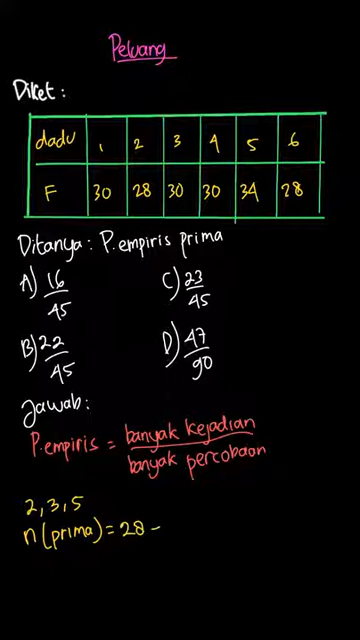 Peluang
Diket :
dadu 1 2 3 4 5 6
F 30 28 30 30 34 28
Ditanya : P.empiris prima
A) 16/45 C) 23/45
B) 22/45 D) 47/90
Jawab :
P.empiris = banyak kejadian / banyak percobaan
2, 3, 5
n (prima) = 28 -